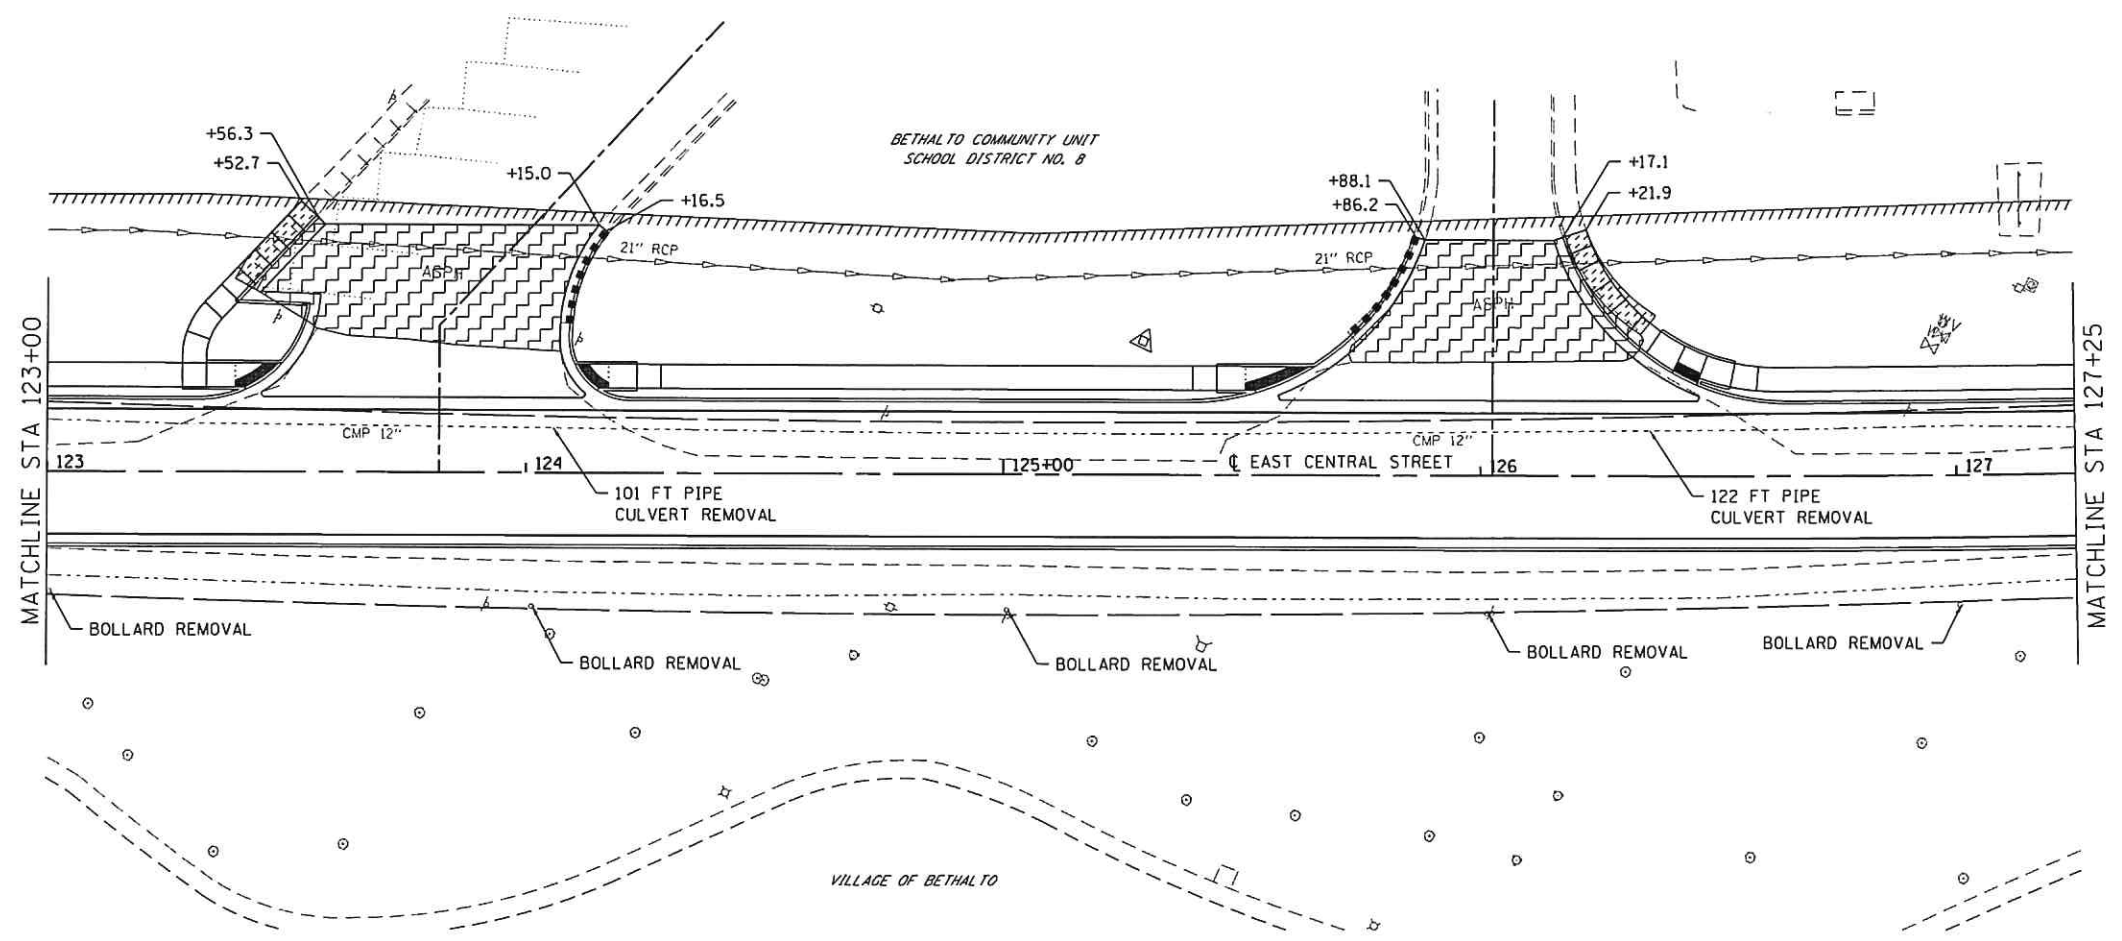 +56.3
+52.7
+15.0
+16.5
BETHALTO COMMUNITY UNIT
SCHOOL DISTRICT NO. 8
+88.1
+86.2
+17.1
+21.9
21" RCP
21" RCP
ASPH
ASPH
MATCHLINE STA 123+00
MATCHLINE STA 127+25
CMP 12"
CMP 12"
123
124
125+00
℄ EAST CENTRAL STREET
126
127
101 FT PIPE
CULVERT REMOVAL
122 FT PIPE
CULVERT REMOVAL
BOLLARD REMOVAL
BOLLARD REMOVAL
BOLLARD REMOVAL
BOLLARD REMOVAL
BOLLARD REMOVAL
VILLAGE OF BETHALTO